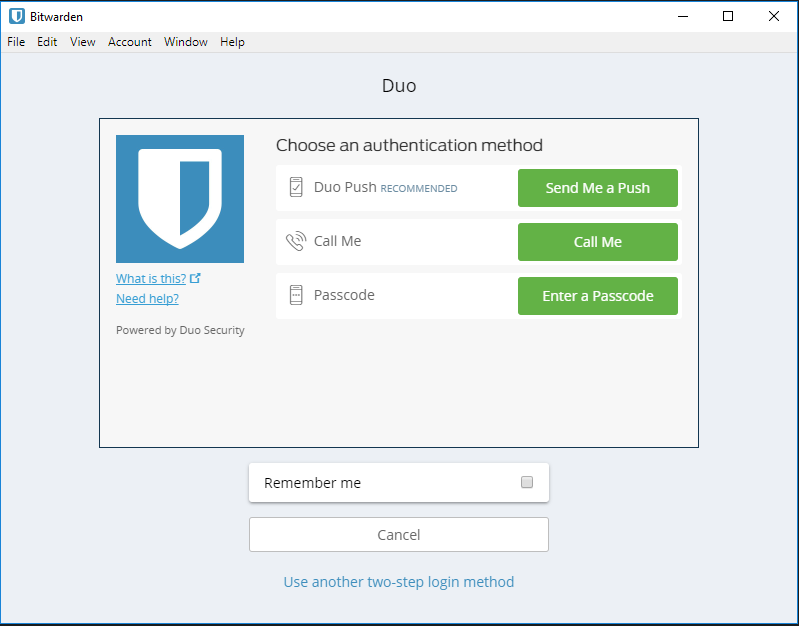 Bitwarden
File Edit View Account Window Help
Duo
Choose an authentication method
Duo Push RECOMMENDED
Send Me a Push
Call Me
Call Me
Passcode
Enter a Passcode
What is this?
Need help?
Powered by Duo Security
Remember me
Cancel
Use another two-step login method